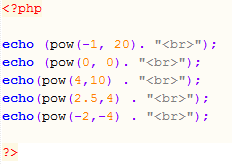 <?php
echo (pow(-1, 20). "<br>");
echo (pow(0, 0). "<br>");
echo(pow(4,10) . "<br>");
echo(pow(2.5,4) . "<br>");
echo(pow(-2,-4) . "<br>");
?>